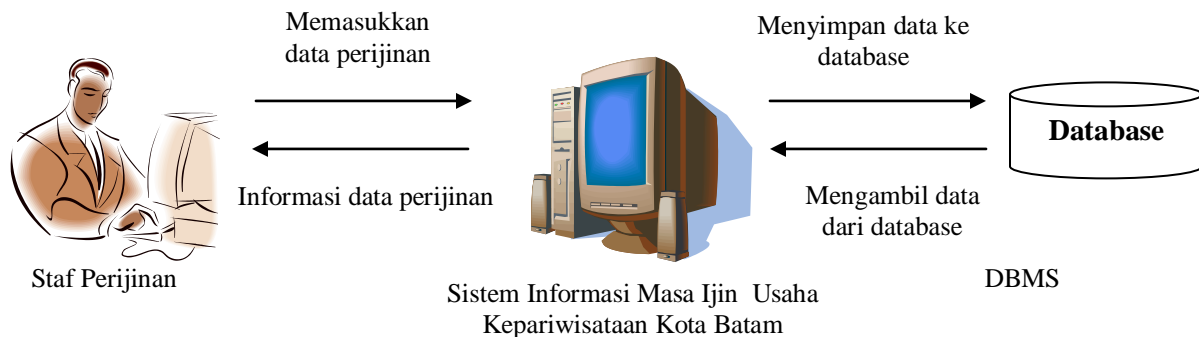 Memasukkan
data perijinan
Menyimpan data ke
database
Database
Informasi data perijinan
Mengambil data
dari database
Staf Perijinan
Sistem Informasi Masa Ijin Usaha
Kepariwisataan Kota Batam
DBMS